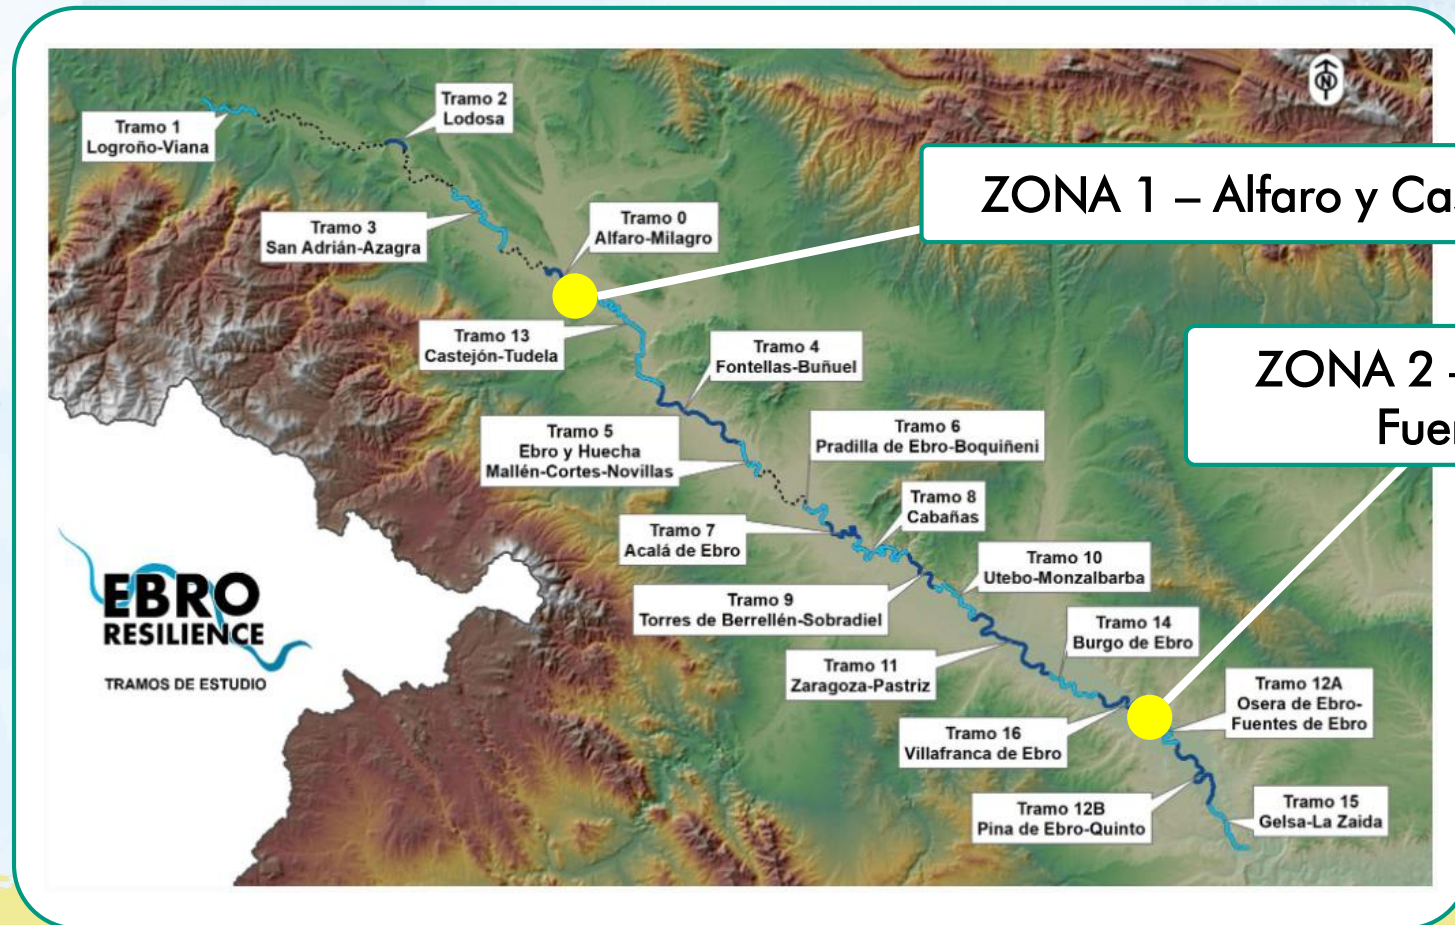 Tramo 1
Logroño-Viana
Tramo 2
Lodosa
N
ZONA 1 – Alfaro y Cas
Tramo 3
San Adrián-Azagra
Tramo 0
Alfaro-Milagro
Tramo 13
Castejón-Tudela
Tramo 4
Fontellas-Buñuel
ZONA 2 -
Fuen
Tramo 5
Ebro y Huecha
Mallén-Cortes-Novillas
Tramo 6
Pradilla de Ebro-Boquiñeni
Tramo 8
Cabañas
Tramo 7
Acalá de Ebro
Tramo 10
Utebo-Monzalbarba
Tramo 9
Torres de Berrellén-Sobradiel
Tramo 14
Burgo de Ebro
Tramo 11
Zaragoza-Pastriz
Tramo 12A
Osera de Ebro-
Fuentes de Ebro
Tramo 16
Villafranca de Ebro
Tramo 12B
Pina de Ebro-Quinto
Tramo 15
Gelsa-La Zaida
EBRO
RESILIENCE
TRAMOS DE ESTUDIO